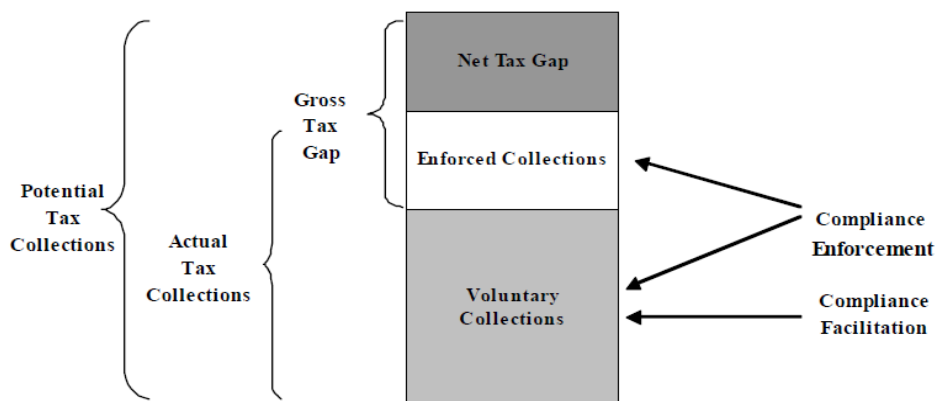 Net Tax Gap
Gross
Tax
Gap
Enforced Collections
Potential
Tax
Collections
Actual
Tax
Collections
Voluntary
Collections
Compliance
Enforcement
Compliance
Facilitation